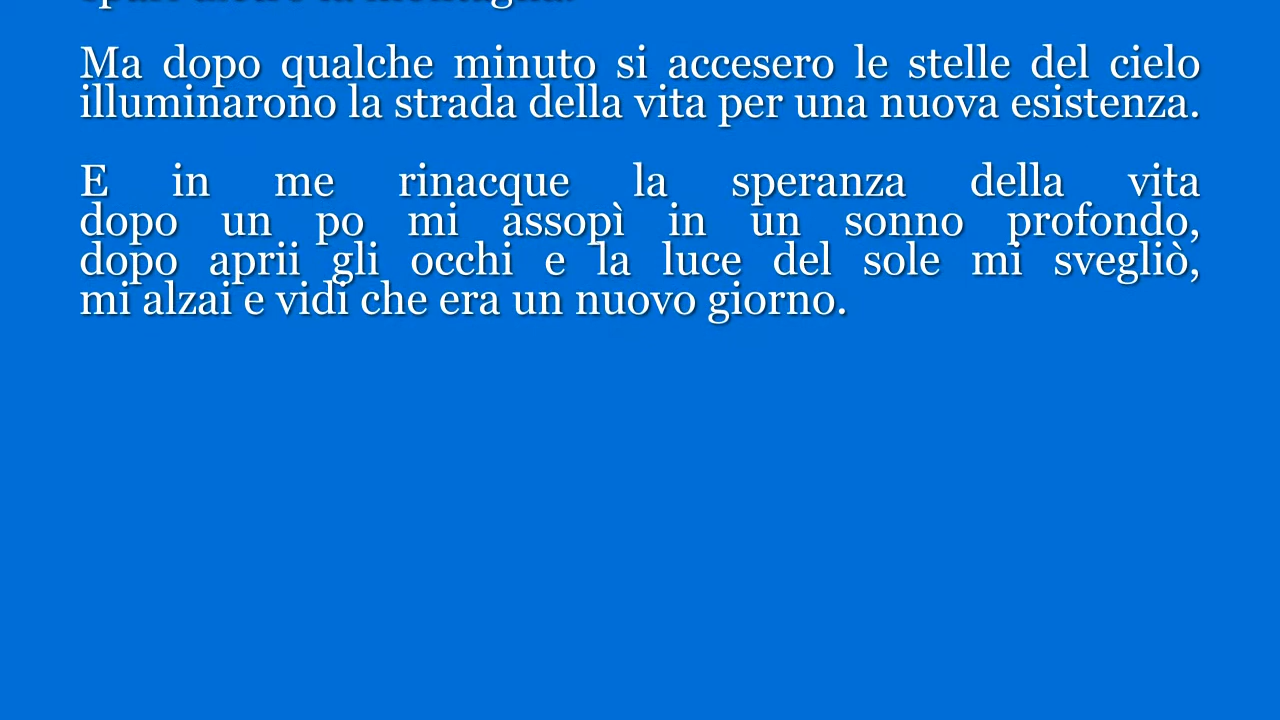 Ma dopo qualche minuto si accesero le stelle del cielo
illuminarono la strada della vita per una nuova esistenza.
E in me rinacque la speranza della vita
dopo un po mi assopì in un sonno profondo,
dopo aprii gli occhi e la luce del sole mi svegliò,
mi alzai e vidi che era un nuovo giorno.